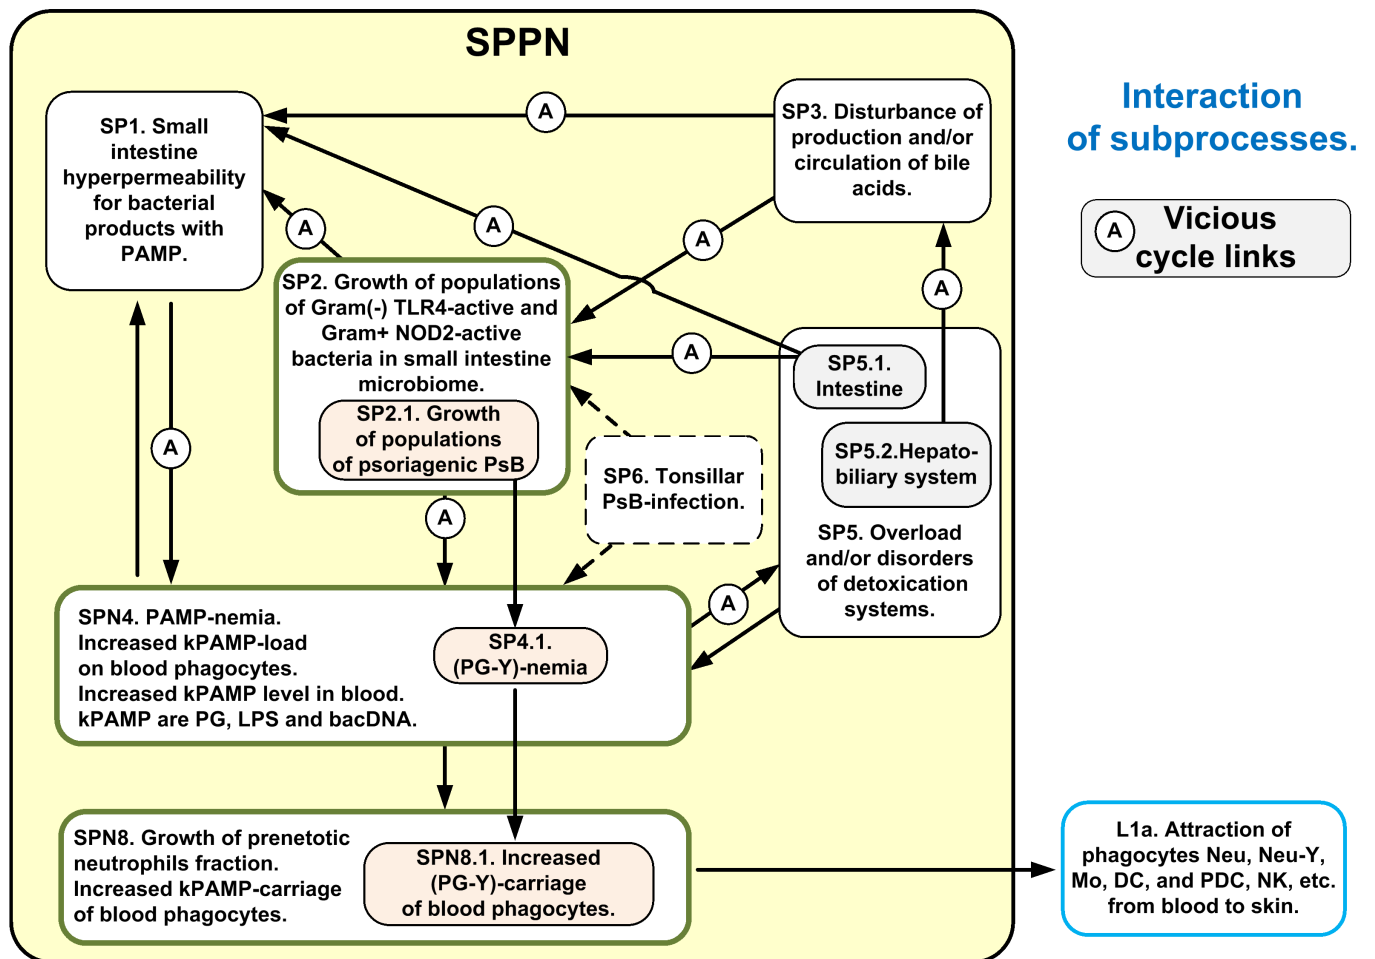 SPPN
SP1. Small
intestine
hyperpermeability
for bacterial
products with
PAMP.
A
SP3. Disturbance of
production and/or
circulation of bile
acids.
Interaction
of subprocesses.
A
Vicious
cycle links
A
A
A
A
SP2. Growth of populations
of Gram(-) TLR4-active and
Gram+ NOD2-active
bacteria in small intestine
microbiome.
SP2.1. Growth
of populations
of psoriagenic PsB
A
SP5.1.
Intestine
SP5.2.Hepato-
biliary system
SP5. Overload
and/or disorders
of detoxication
systems.
A
SP6. Tonsillar
PsB-infection.
A
A
SPN4. PAMP-nemia.
Increased kPAMP-load
on blood phagocytes.
Increased kPAMP level in blood.
kPAMP are PG, LPS and bacDNA.
SP4.1.
(PG-Y)-nemia
SPN8. Growth of prenetotic
neutrophils fraction.
Increased kPAMP-carriage
of blood phagocytes.
SPN8.1. Increased
(PG-Y)-carriage
of blood phagocytes.
L1a. Attraction of
phagocytes Neu, Neu-Y,
Mo, DC, and PDC, NK, etc.
from blood to skin.